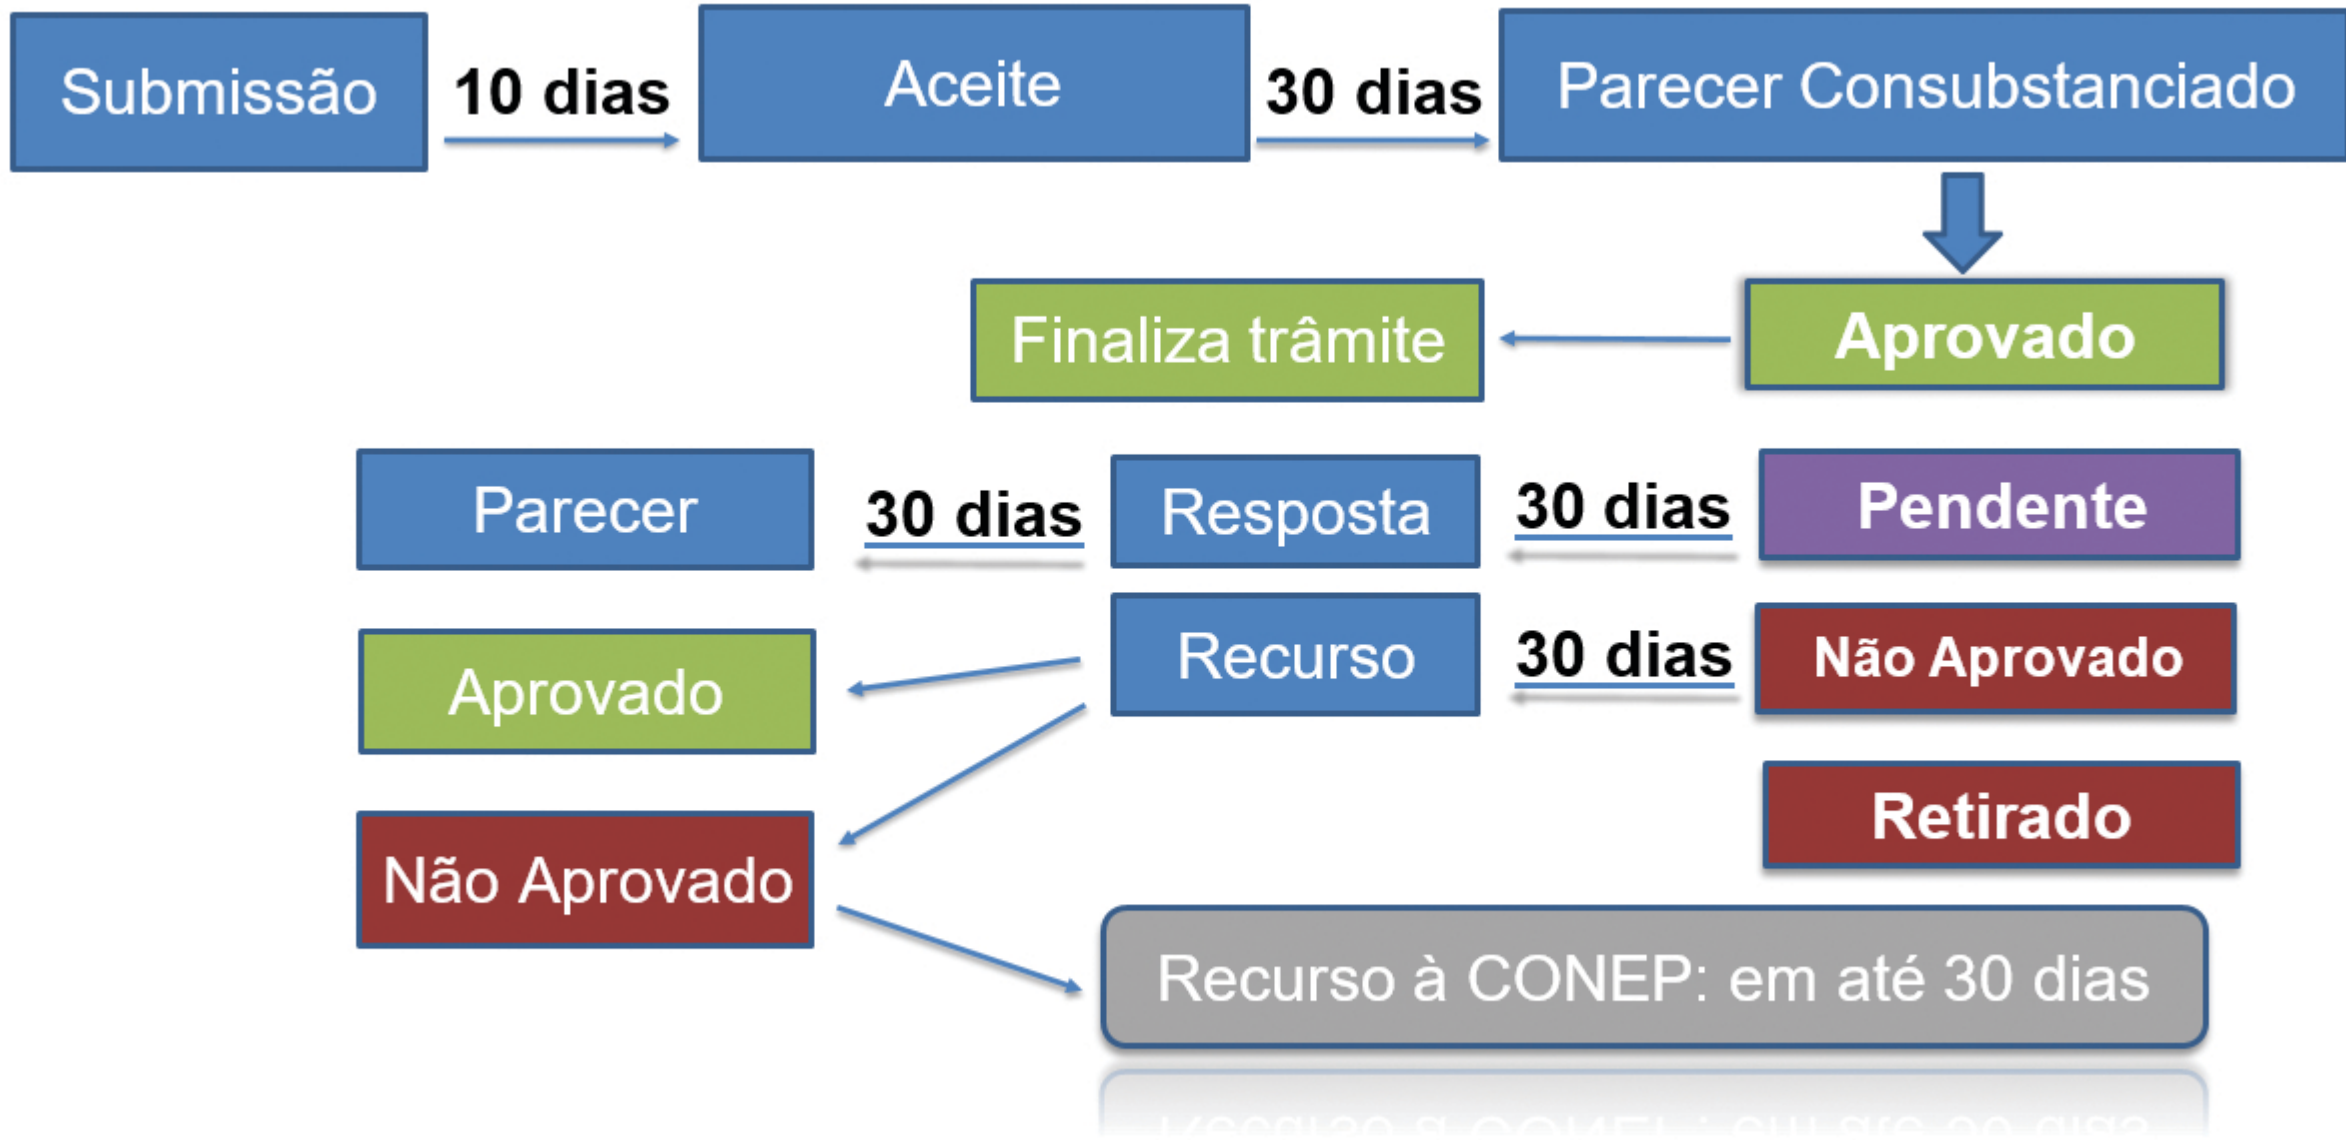 Submissão
10 dias
Aceite
30 dias
Parecer Consubstanciado
Finaliza trâmite
Aprovado
Parecer
30 dias
Resposta
30 dias
Pendente
Aprovado
Recurso
30 dias
Não Aprovado
Retirado
Não Aprovado
Recurso à CONEP: em até 30 dias